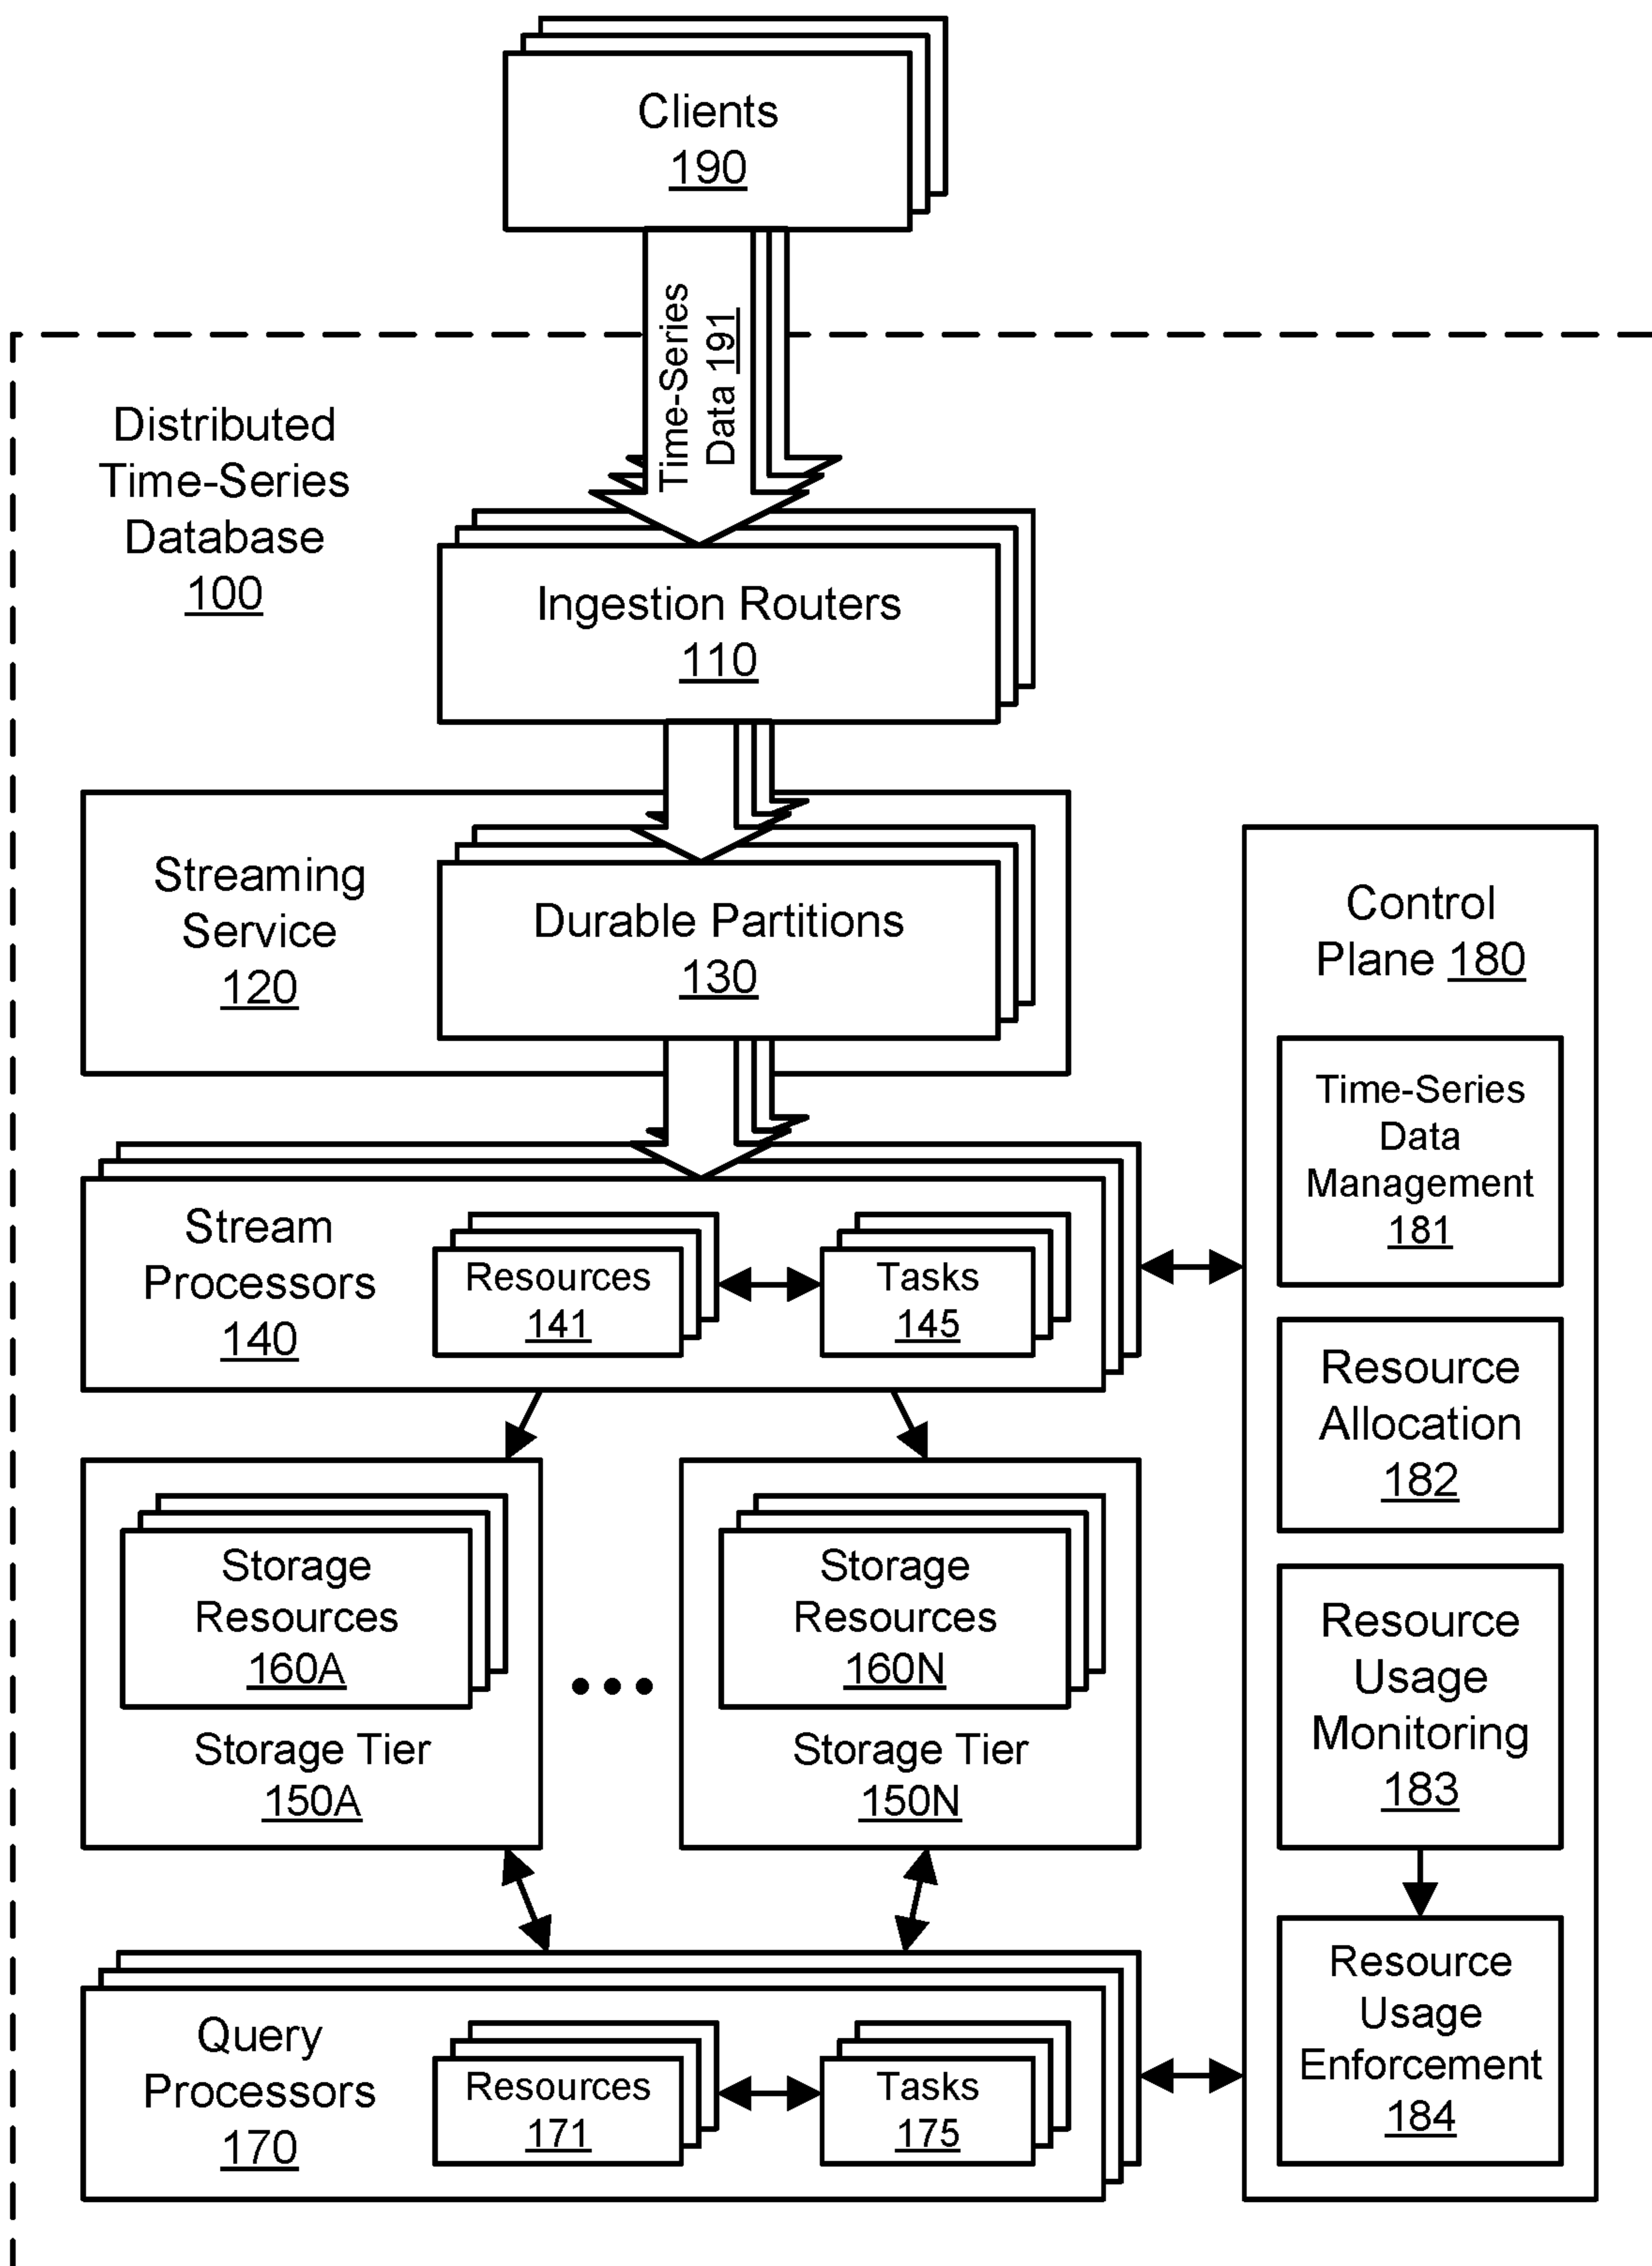 Clients
190
Time-Series
Data 191
Distributed
Time-Series
Database
100
Ingestion Routers
110
Streaming
Service
120
Durable Partitions
130
Control
Plane 180
Time-Series
Data
Management
181
Stream
Processors
140
Resources
141
Tasks
145
Resource
Allocation
182
Storage
Resources
160A
Storage Tier
150A
Storage
Resources
160N
Storage Tier
150N
Resource
Usage
Monitoring
183
Resource
Usage
Enforcement
184
Query
Processors
170
Resources
171
Tasks
175